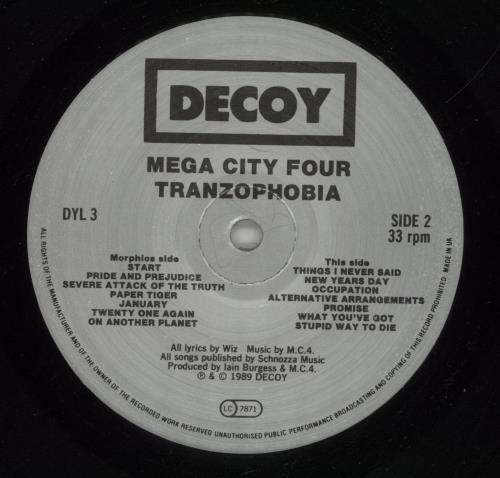 DECOY
MEGA CITY FOUR
TRANZOPHOBIA
DYL 3
SIDE 2
33 rpm
Morphios side
START
PRIDE AND PREJUDICE
SEVERE ATTACK OF THE TRUTH
PAPER TIGER
JANUARY
TWENTY ONE AGAIN
ON ANOTHER PLANET
This side
THINGS I NEVER SAID
NEW YEARS DAY
OCCUPATION
ALTERNATIVE ARRANGEMENTS
PROMISE
WHAT YOU'VE GOT
STUPID WAY TO DIE
All lyrics by Wiz Music by M.C.4.
All songs published by Schnozza Music
Produced by Iain Burgess & M.C.4.
℗ & © 1989 DECOY
LC 7871
ALL RIGHTS OF THE MANUFACTURER AND OF THE OWNER OF THE RECORDED WORK RESERVED UNAUTHORISED PUBLIC PERFORMANCE BROADCASTING AND COPYING OF THIS RECORD PROHIBITED MADE IN UK